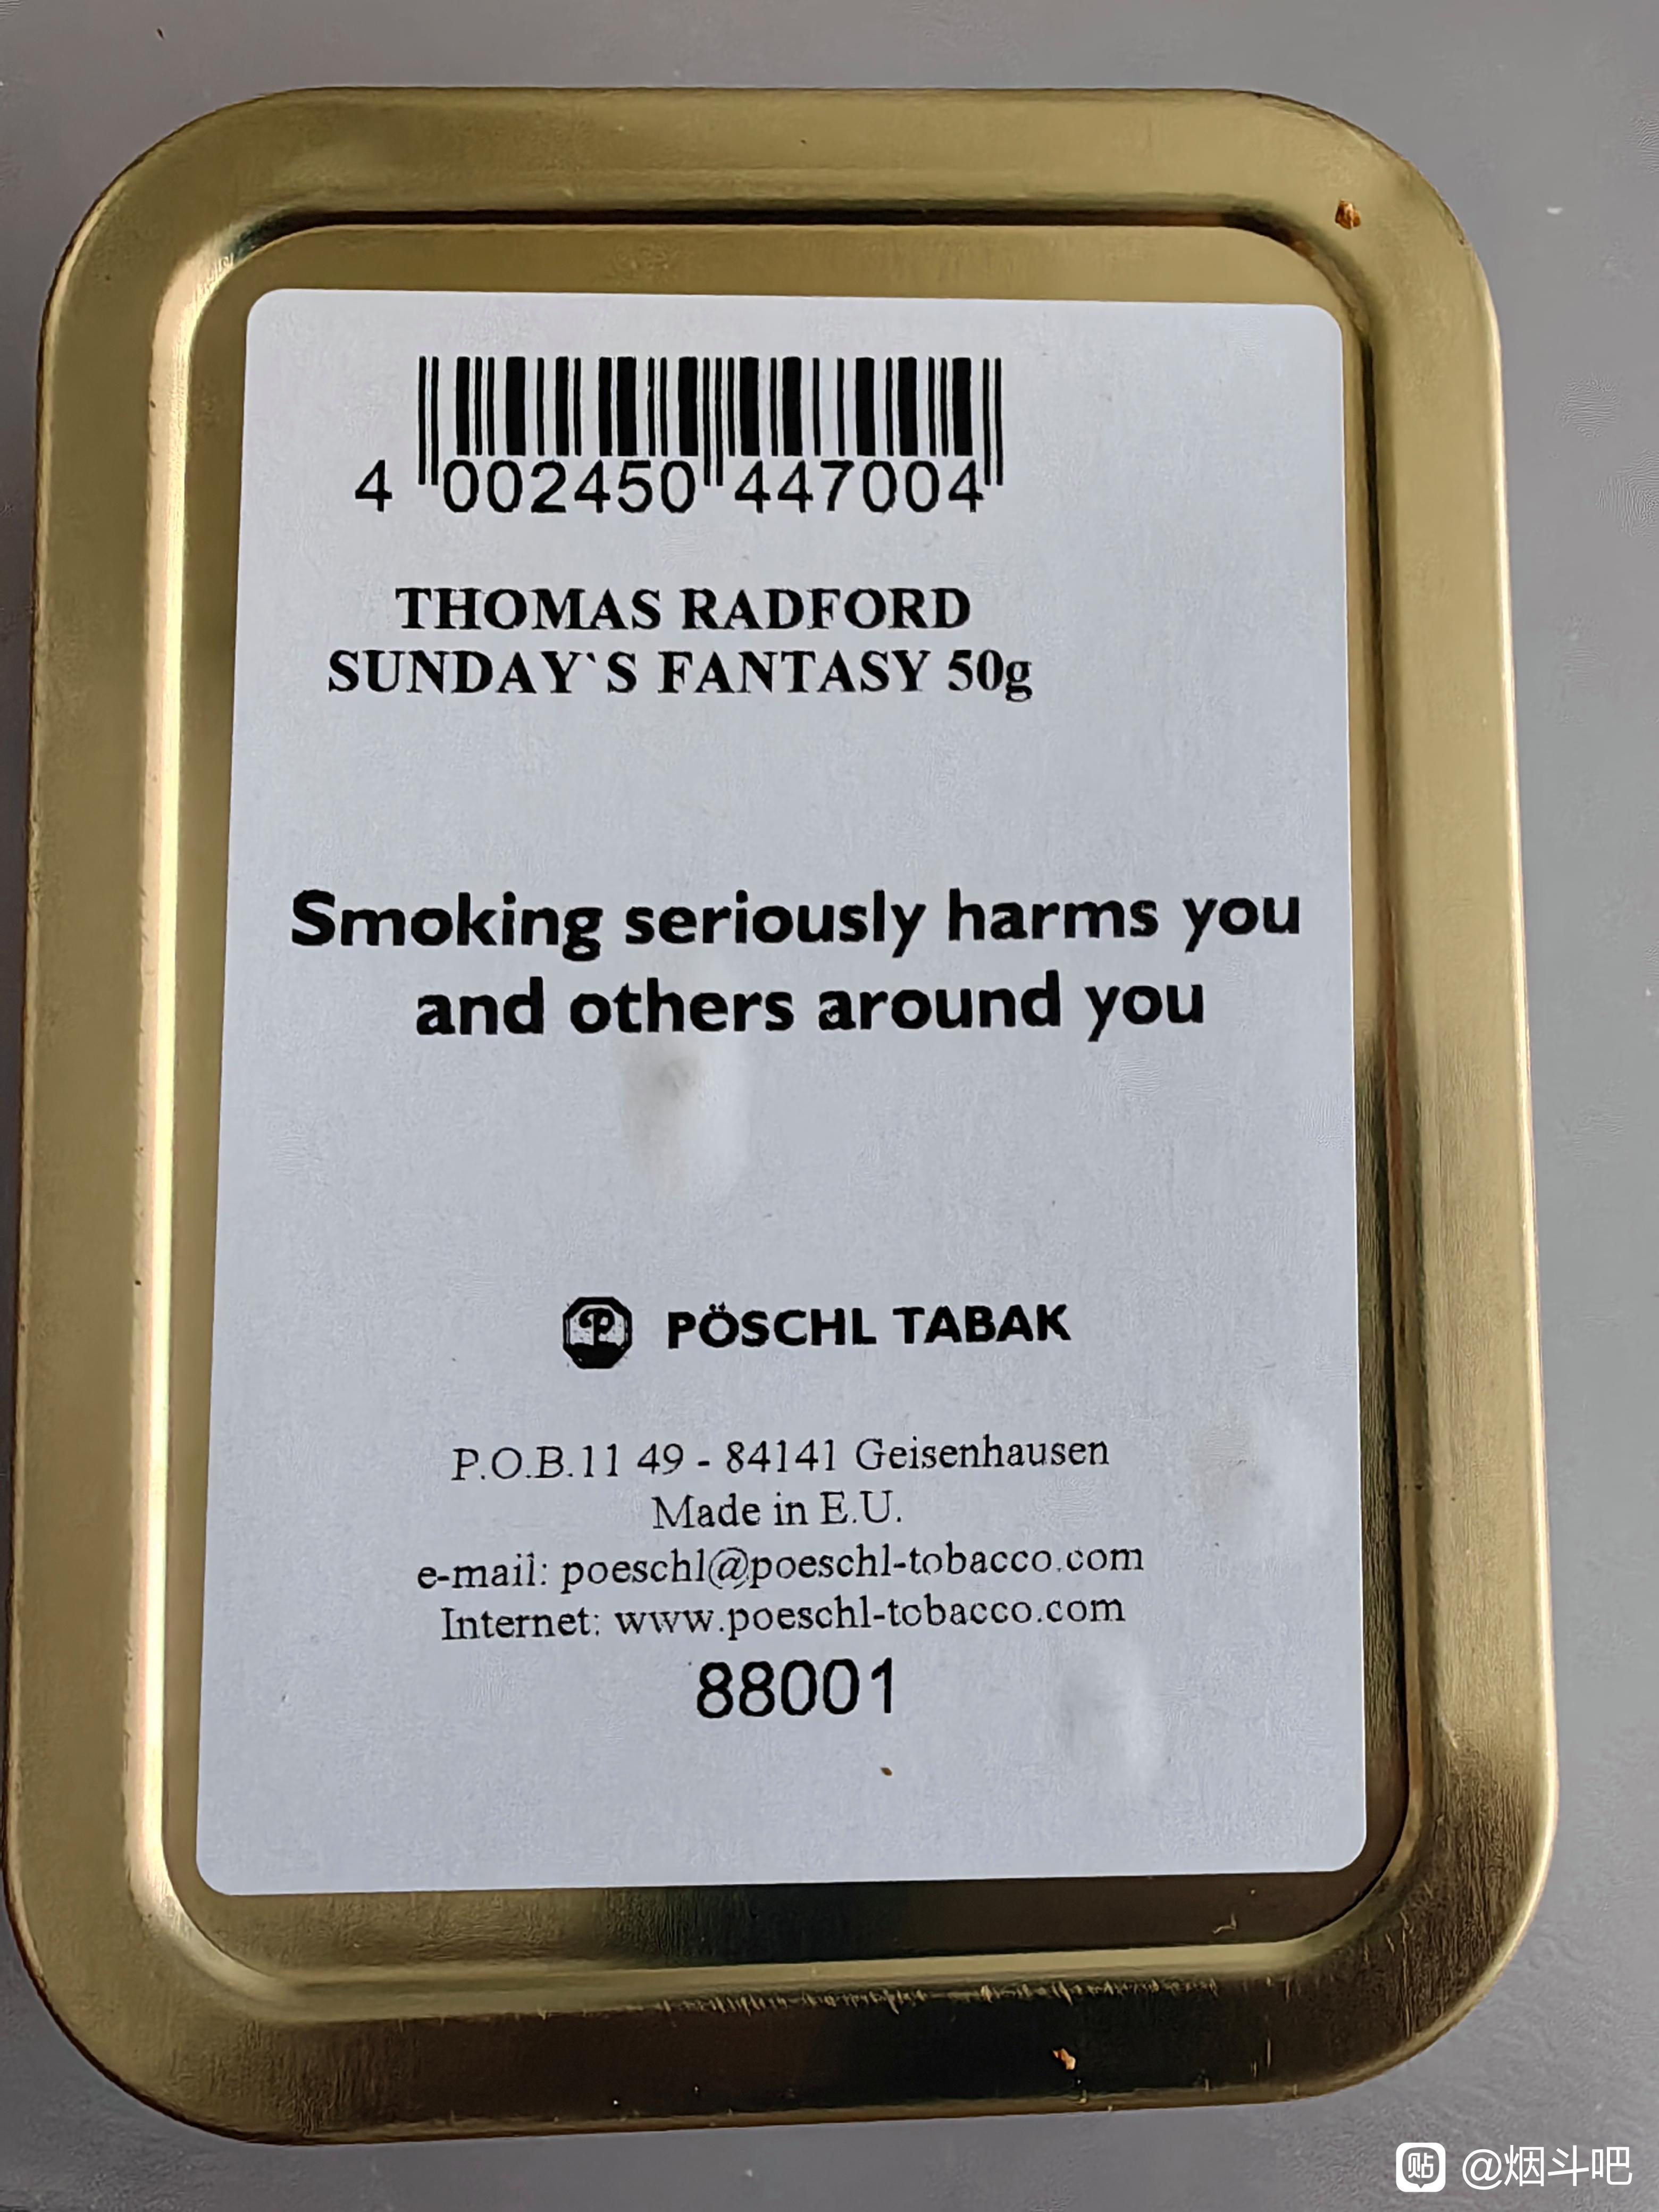 4 002450 447004
THOMAS RADFORD
SUNDAY`S FANTASY 50g
Smoking seriously harms you
and others around you
P PÖSCHL TABAK
P.O.B.11 49 - 84141 Geisenhausen
Made in E.U.
e-mail: poeschl@poeschl-tobacco.com
Internet: www.poeschl-tobacco.com
88001
贴 @烟斗吧